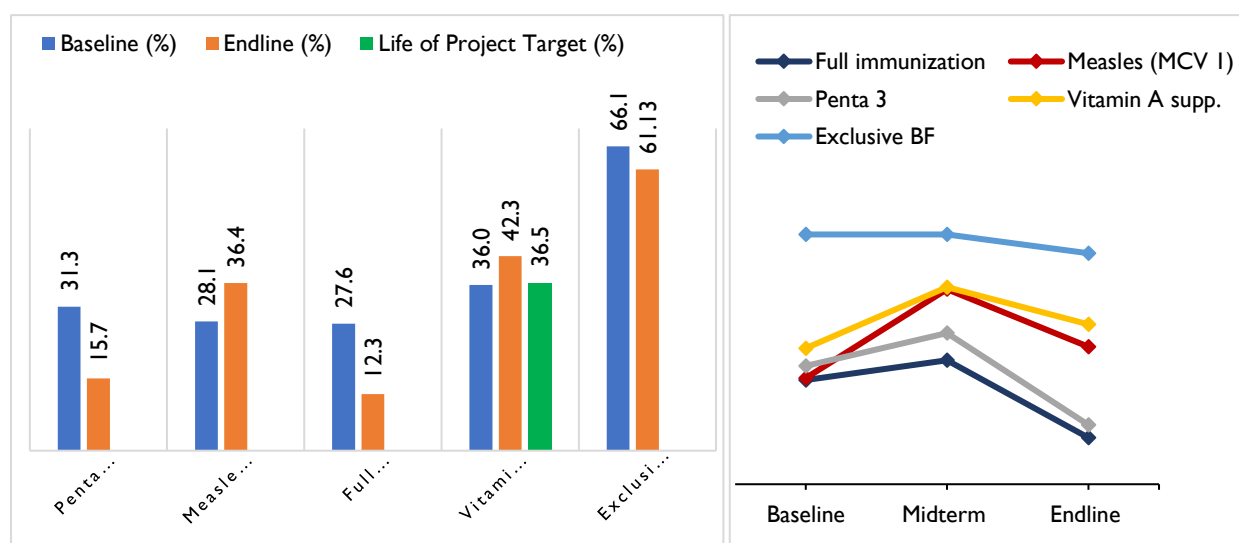 Baseline (%) Endline (%) Life of Project Target (%)
31.3
15.7
28.1
36.4
27.6
12.3
36.0
42.3
36.5
66.1
61.13
Penta...
Measle...
Full...
Vitami...
Exclusi...
Full immunization Measles (MCV 1)
Penta 3 Vitamin A supp.
Exclusive BF
Baseline Midterm Endline